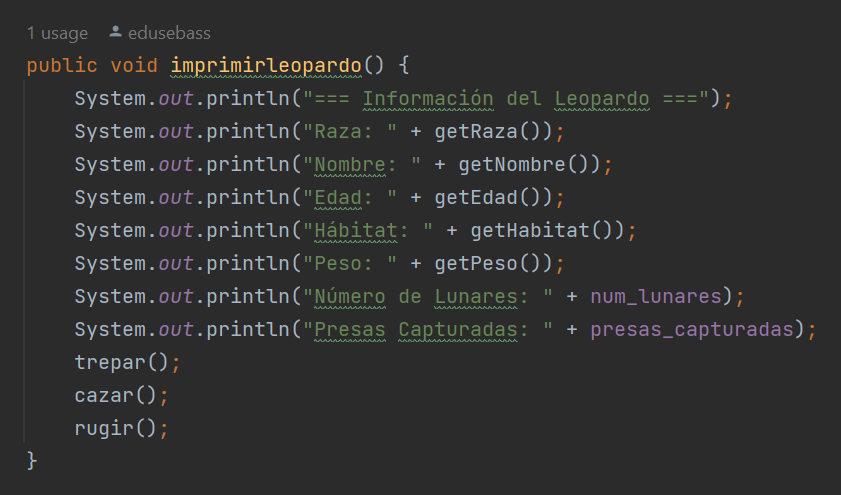 1 usage edusebass
public void imprimirleopardo() {
System.out.println("=== Información del Leopardo ===");
System.out.println("Raza: " + getRaza());
System.out.println("Nombre: " + getNombre());
System.out.println("Edad: " + getEdad());
System.out.println("Hábitat: " + getHabitat());
System.out.println("Peso: " + getPeso());
System.out.println("Número de Lunares: " + num_lunares);
System.out.println("Presas Capturadas: " + presas_capturadas);
trepar();
cazar();
rugir();
}